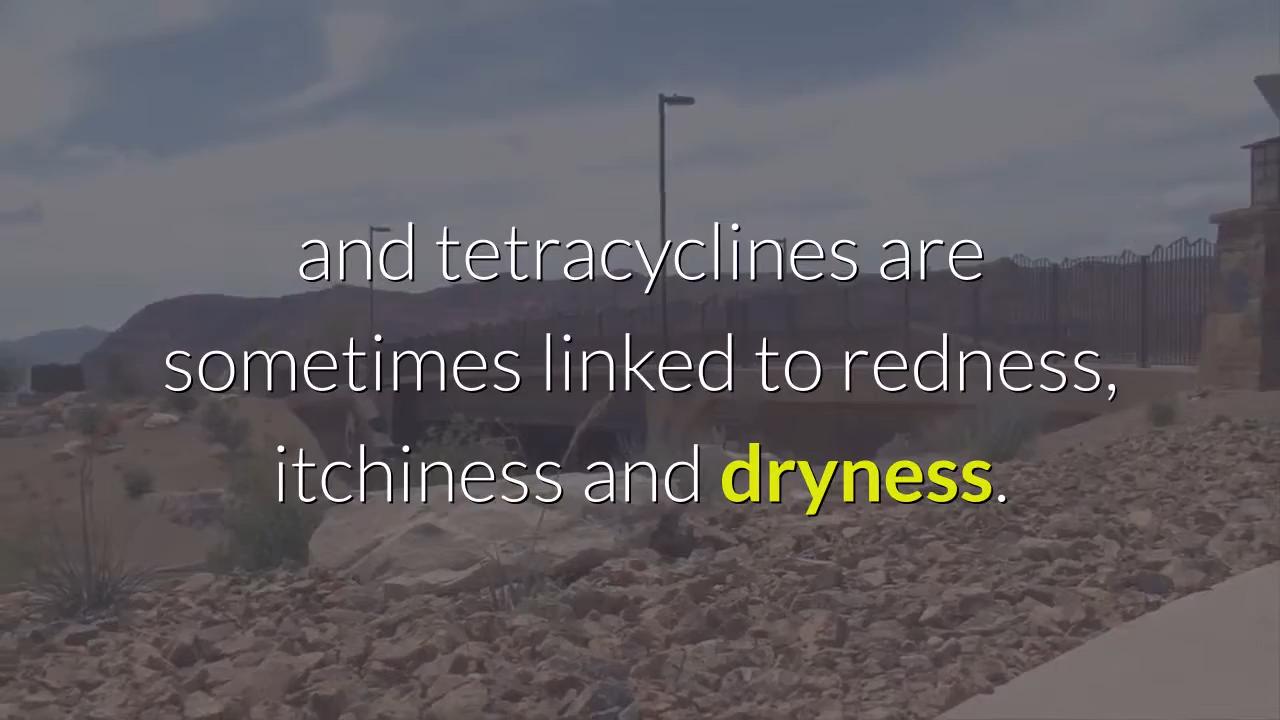 and tetracyclines are
sometimes linked to redness,
itchiness and dryness.